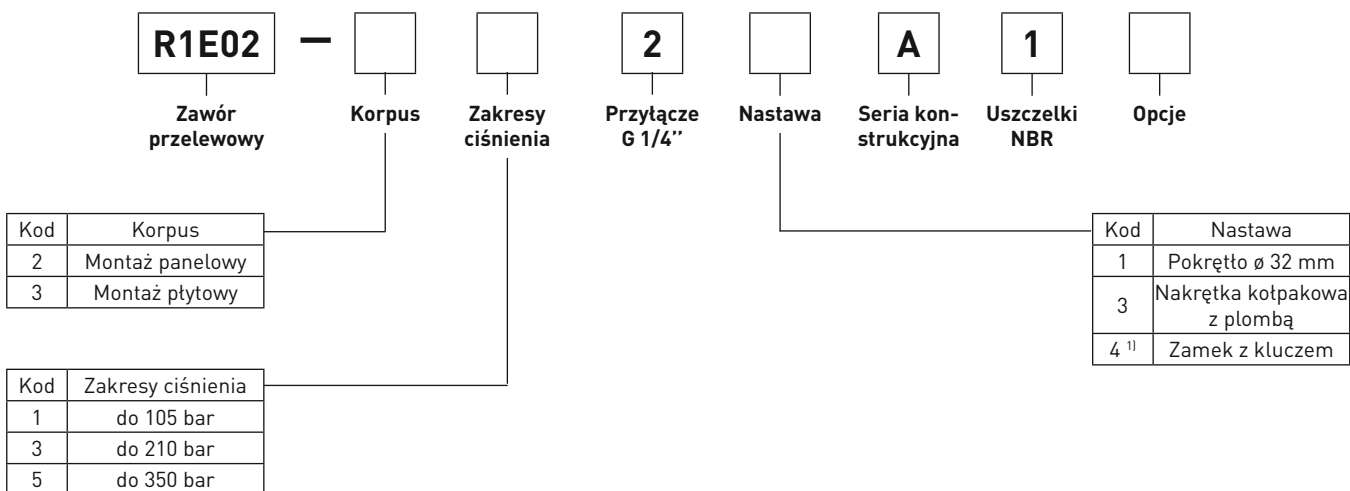 R1E02 – 2 A 1
Zawór przelewowy
Korpus
Zakresy ciśnienia
Przyłącze G 1/4’’
Nastawa
Seria kon-
strukcyjna
Uszczelki NBR
Opcje
Kod Korpus
2 Montaż panelowy
3 Montaż płytowy
Kod Nastawa
1 Pokrętło ø 32 mm
3 Nakrętka kołpakowa
z plombą
4 1) Zamek z kluczem
Kod Zakresy ciśnienia
1 do 105 bar
3 do 210 bar
5 do 350 bar